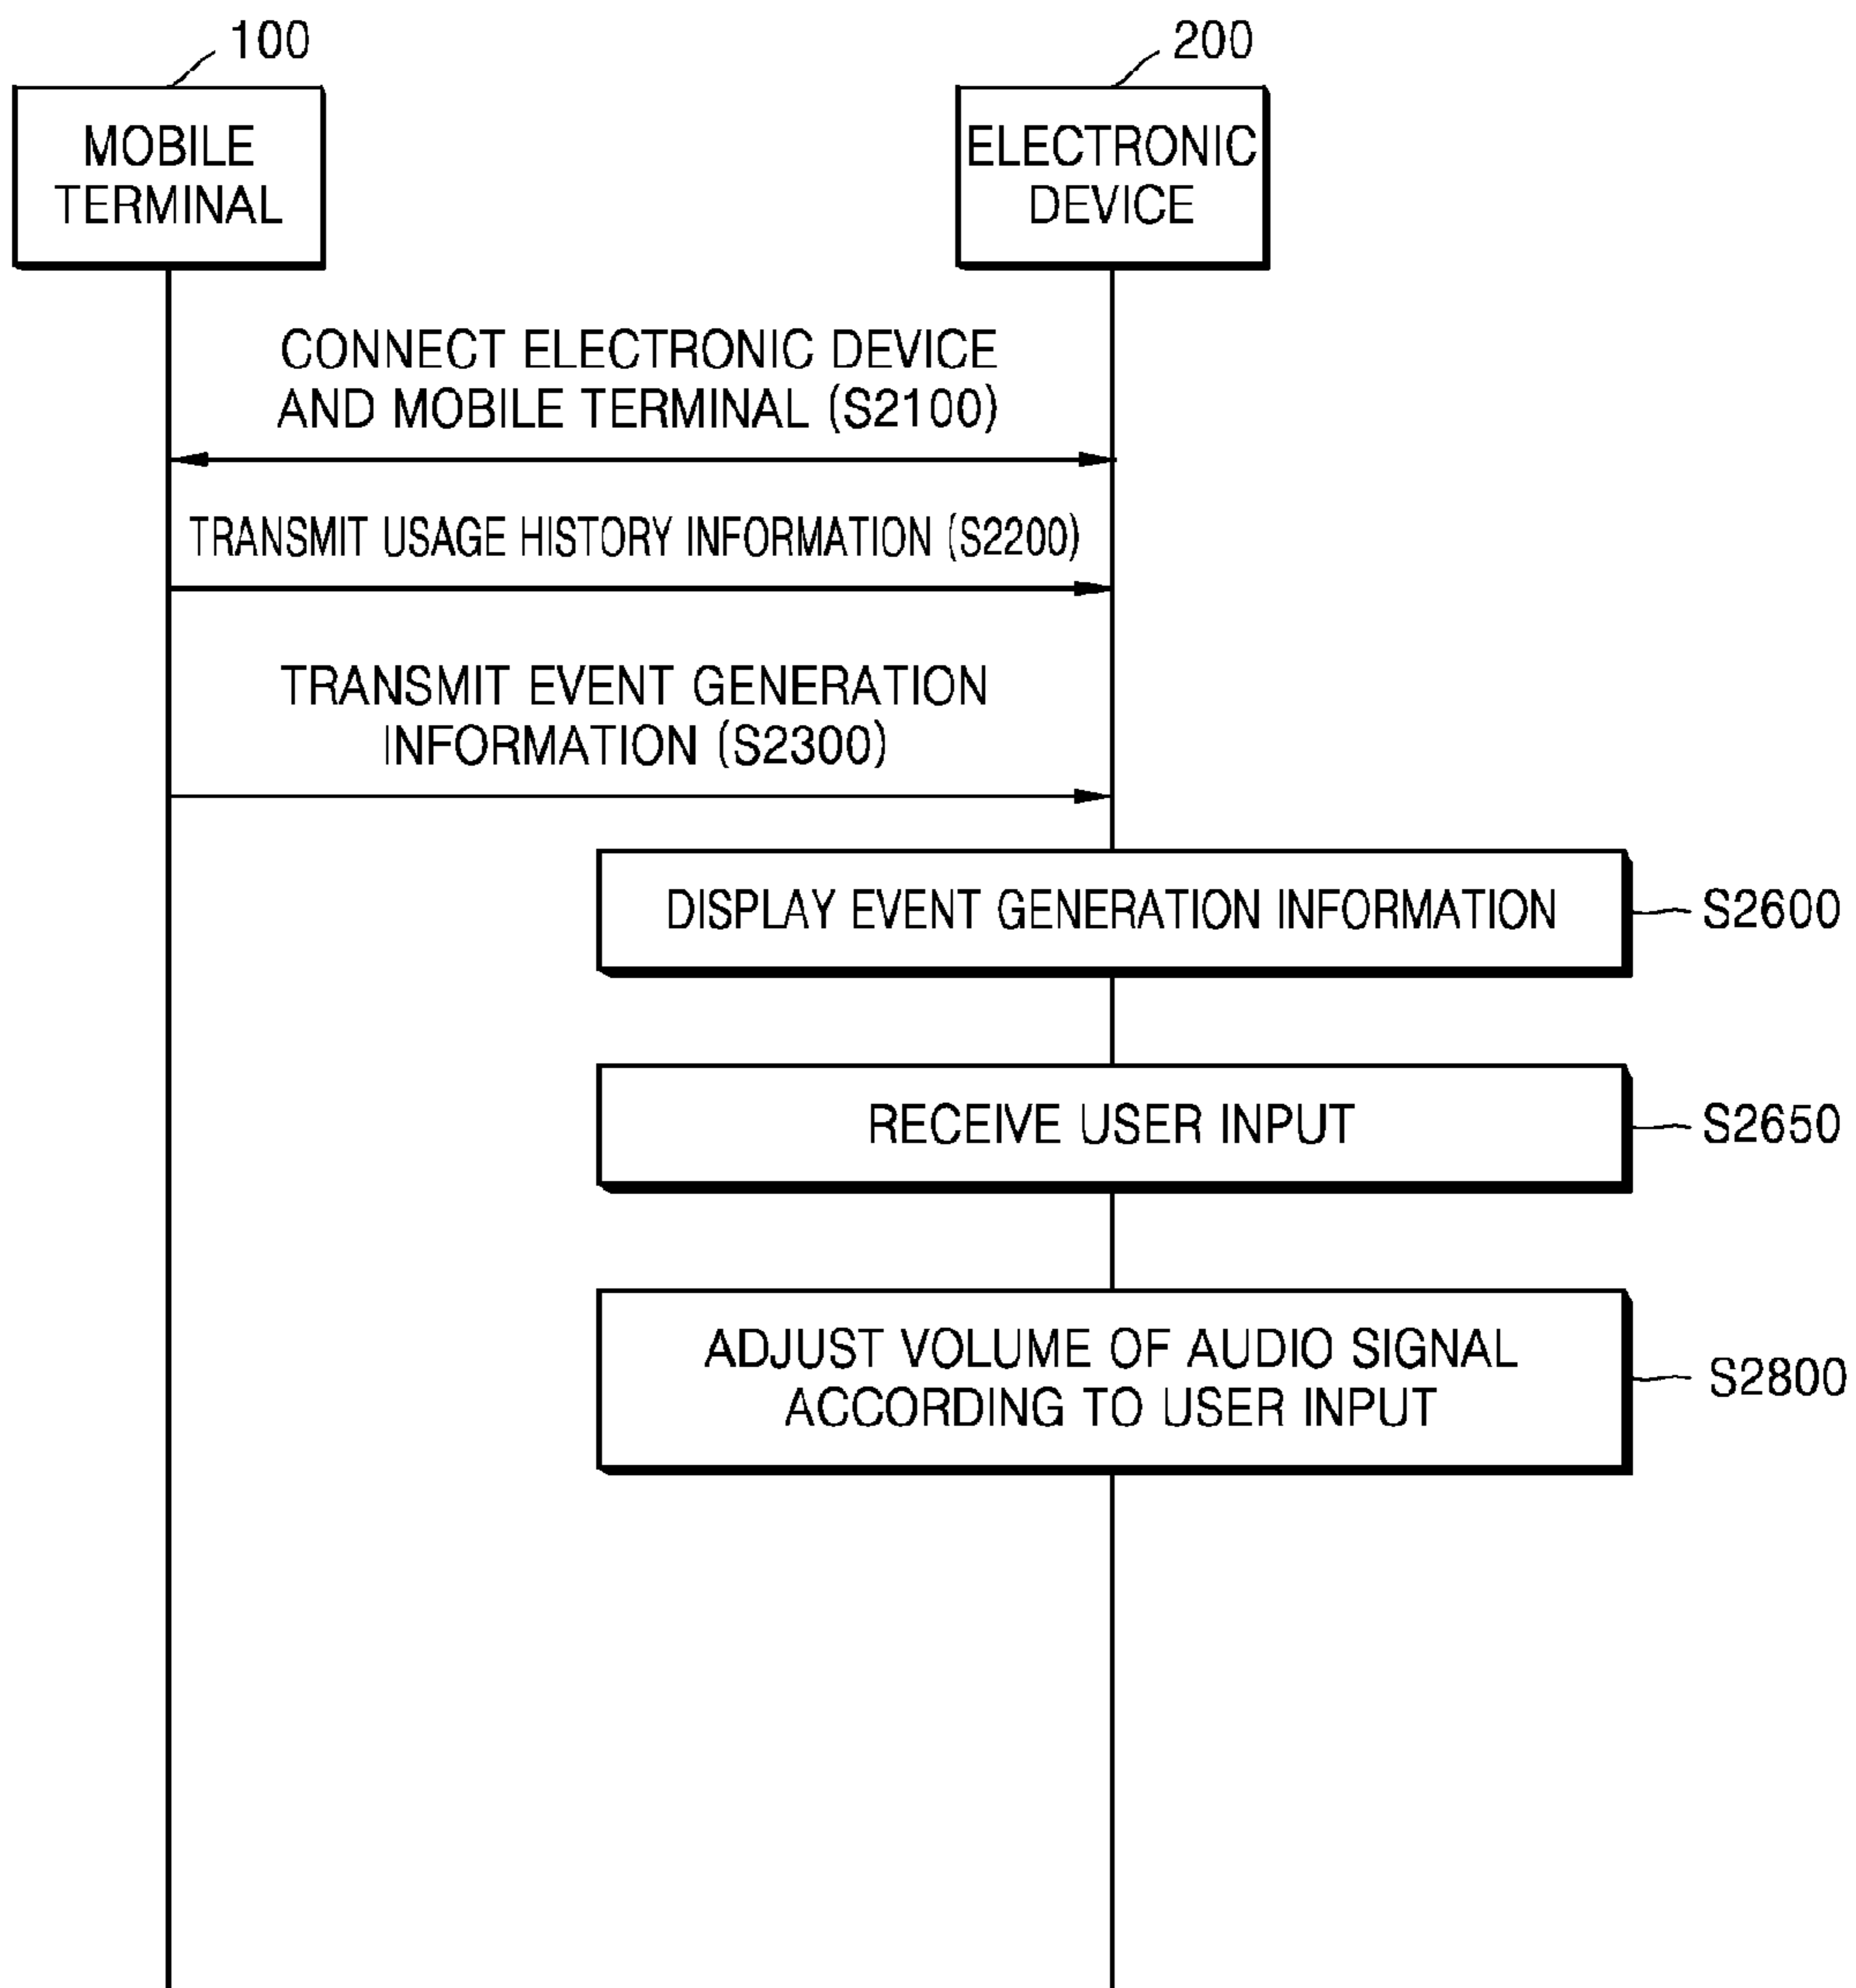 100
200
MOBILE
TERMINAL
ELECTRONIC
DEVICE
CONNECT ELECTRONIC DEVICE
AND MOBILE TERMINAL (S2100)
TRANSMIT USAGE HISTORY INFORMATION (S2200)
TRANSMIT EVENT GENERATION
INFORMATION (S2300)
DISPLAY EVENT GENERATION INFORMATION
S2600
RECEIVE USER INPUT
S2650
ADJUST VOLUME OF AUDIO SIGNAL
ACCORDING TO USER INPUT
S2800